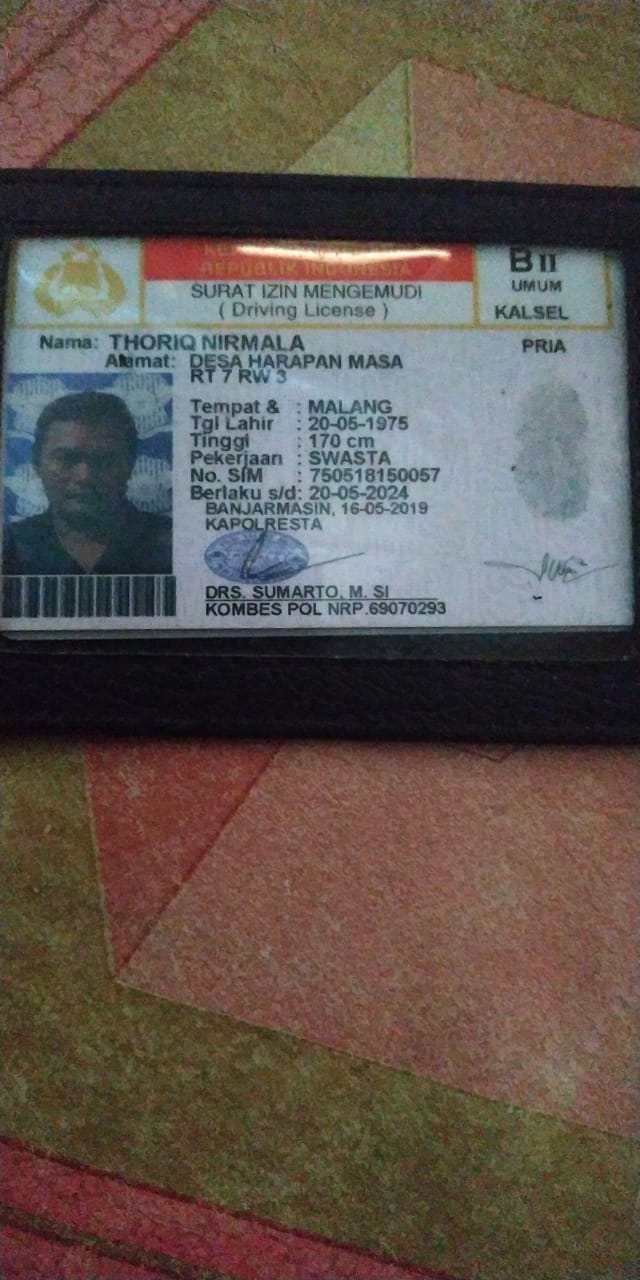 REPUBLIK INDONESIA
SURAT IZIN MENGEMUDI
( Driving License )
B II
UMUM
KALSEL
Nama: THORIQ NIRMALA
PRIA
Alamat: DESA HARAPAN MASA
RT 7 RW 3
Tempat & : MALANG
Tgl Lahir : 20-05-1975
Tinggi : 170 cm
Pekerjaan : SWASTA
No. SIM : 750518150057
Berlaku s/d: 20-05-2024
BANJARMASIN, 16-05-2019
KAPOLRESTA
DRS. SUMARTO, M. SI
KOMBES POL NRP.69070293